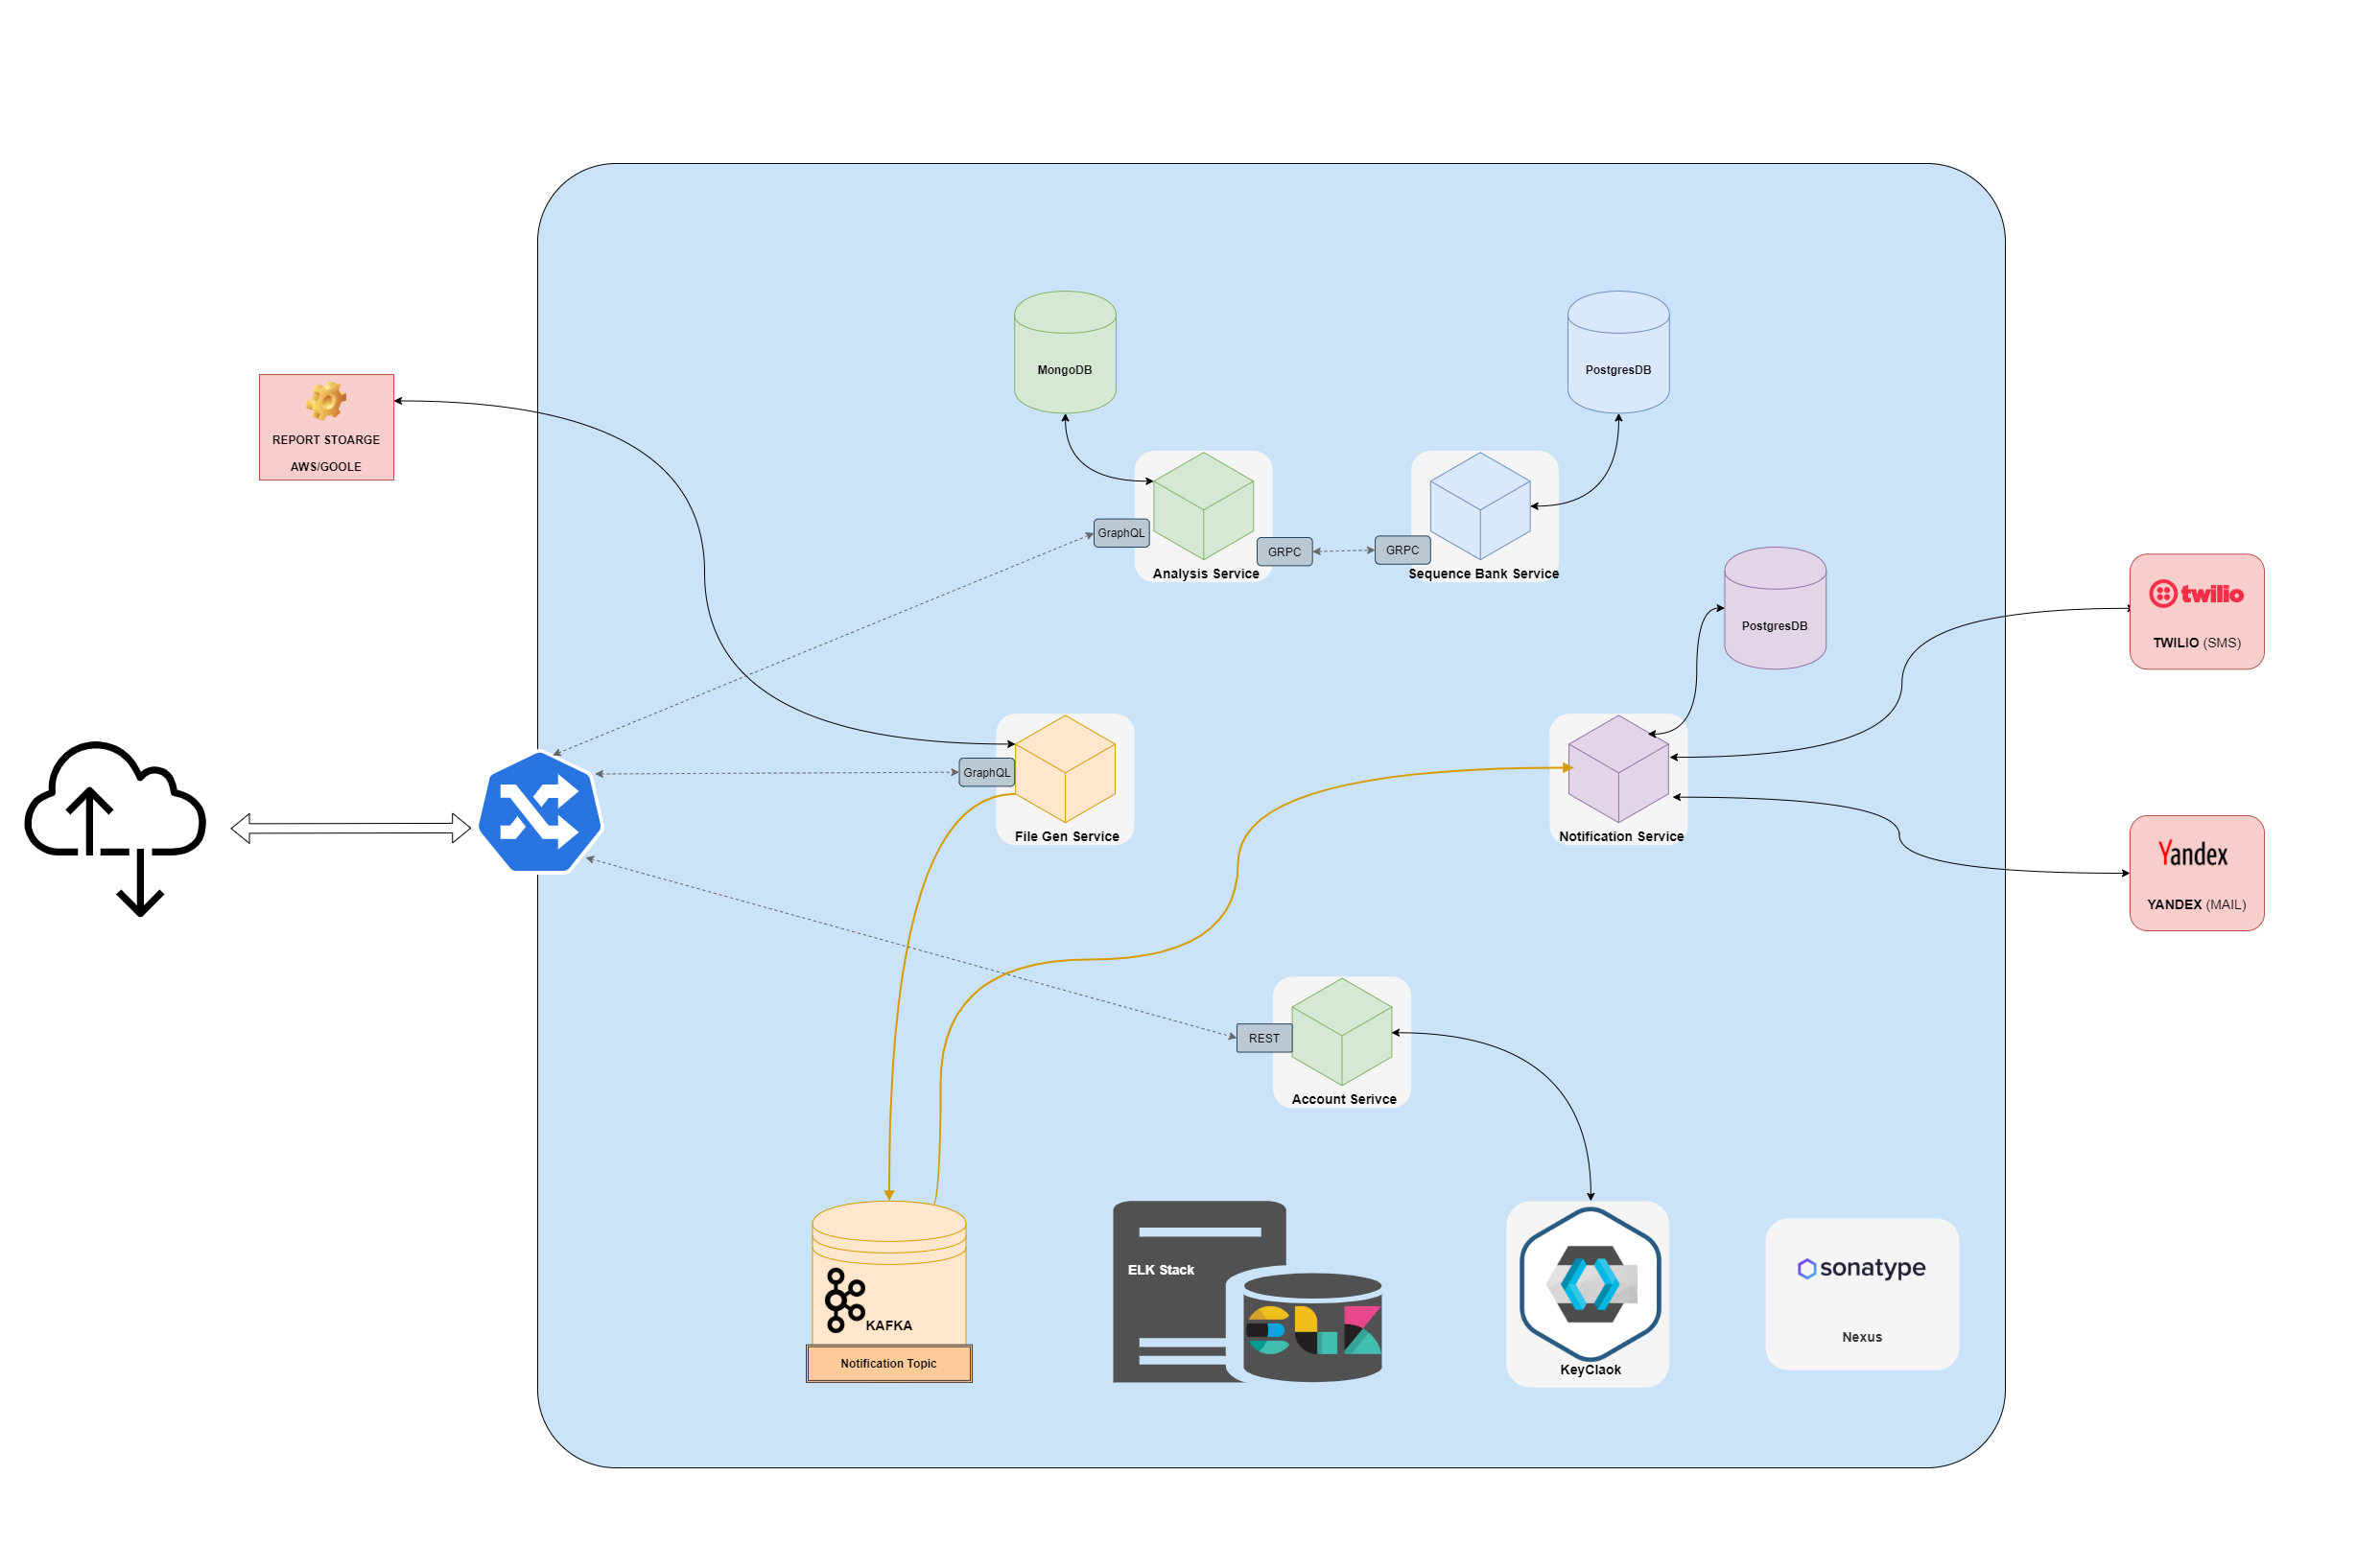 MongoDB
PostgresDB
REPORT STOARGE
AWS/GOOLE
GraphQL
GRPC
GRPC
Analysis Service
Sequence Bank Service
PostgresDB
twilio
TWILIO (SMS)
GraphQL
File Gen Service
Notification Service
Yandex
YANDEX (MAIL)
REST
Account Serivce
ELK Stack
KAFKA
Notification Topic
KeyClaok
sonatype
Nexus